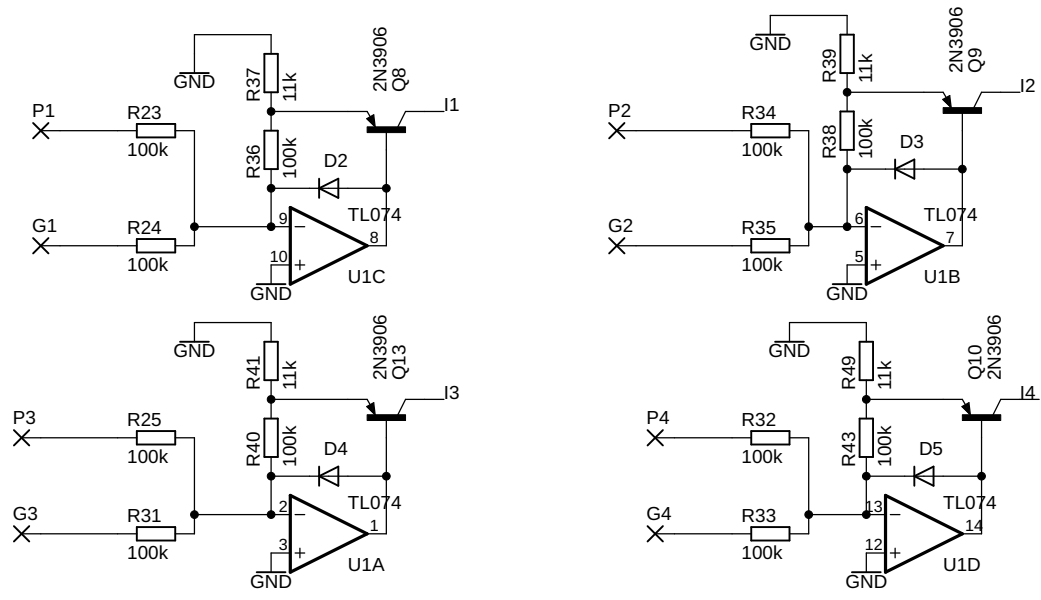 2N3906
Q8
GND
R37
11k
P1
R23
100k
I1
R36
100k
D2
G1
R24
100k
TL074
9
8
10
U1C
GND
2N3906
Q9
GND
R39
11k
P2
R34
100k
I2
R38
100k
D3
G2
R35
100k
TL074
6
7
5
U1B
GND
2N3906
Q13
GND
R41
11k
P3
R25
100k
I3
R40
100k
D4
G3
R31
100k
TL074
2
1
3
U1A
GND
Q10
2N3906
GND
R49
11k
P4
R32
100k
I4
R43
100k
D5
G4
R33
100k
TL074
13
14
12
U1D
GND